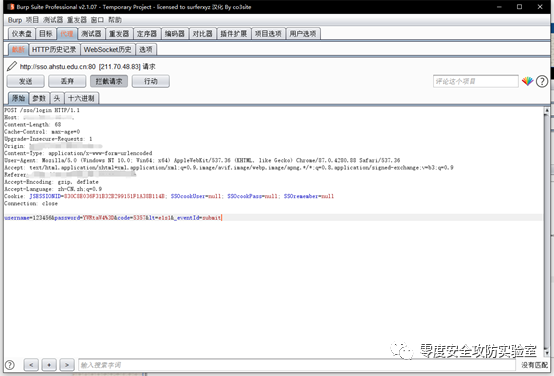 Burp Suite Professional v2.1.07 - Temporary Project - licensed to surferxyz 汉化 By co3site
Burp 项目 测试器 重发器 窗口 帮助
仪表盘 目标 代理 测试器 重发器 定序器 编码器 对比器 插件扩展 项目选项 用户选项
截断 HTTP历史记录 WebSocket历史 选项
http://sso.ahstu.edu.cn:80 [211.70.48.83] 请求
发送 丢弃 拦截请求 行动 评论这个项目
原始 参数 头 十六进制
POST /sso/login HTTP/1.1
Host:
Content-Length: 68
Cache-Control: max-age=0
Upgrade-Insecure-Requests: 1
Origin:
Content-Type: application/x-www-form-urlencoded
User-Agent: Mozilla/5.0 (Windows NT 10.0; Win64; x64) AppleWebKit/537.36 (KHTML, like Gecko) Chrome/87.0.4280.88 Safari/537.36
Accept: text/html,application/xhtml+xml,application/xml;q=0.9,image/avif,image/webp,image/apng,*/*;q=0.8,application/signed-exchange;v=b3;q=0.9
Referer:
Accept-Encoding: gzip, deflate
Accept-Language: zh-CN,zh;q=0.9
Cookie: SSOcookUser=null; SSOcookPass=null; SSOremember=null
Connection: close
&code=5357&lt=e1s1&_eventId=submit
零度安全攻防实验室
输入搜索字词 没有匹配